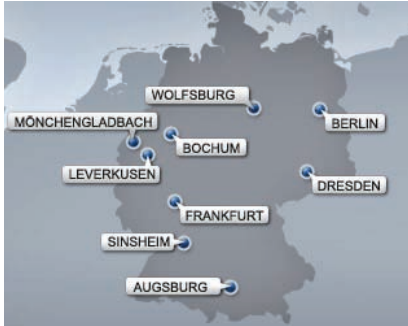 WOLFSBURG
MÖNCHENGLADBACH
BERLIN
BOCHUM
LEVERKUSEN
DRESDEN
FRANKFURT
SINSHEIM
AUGSBURG